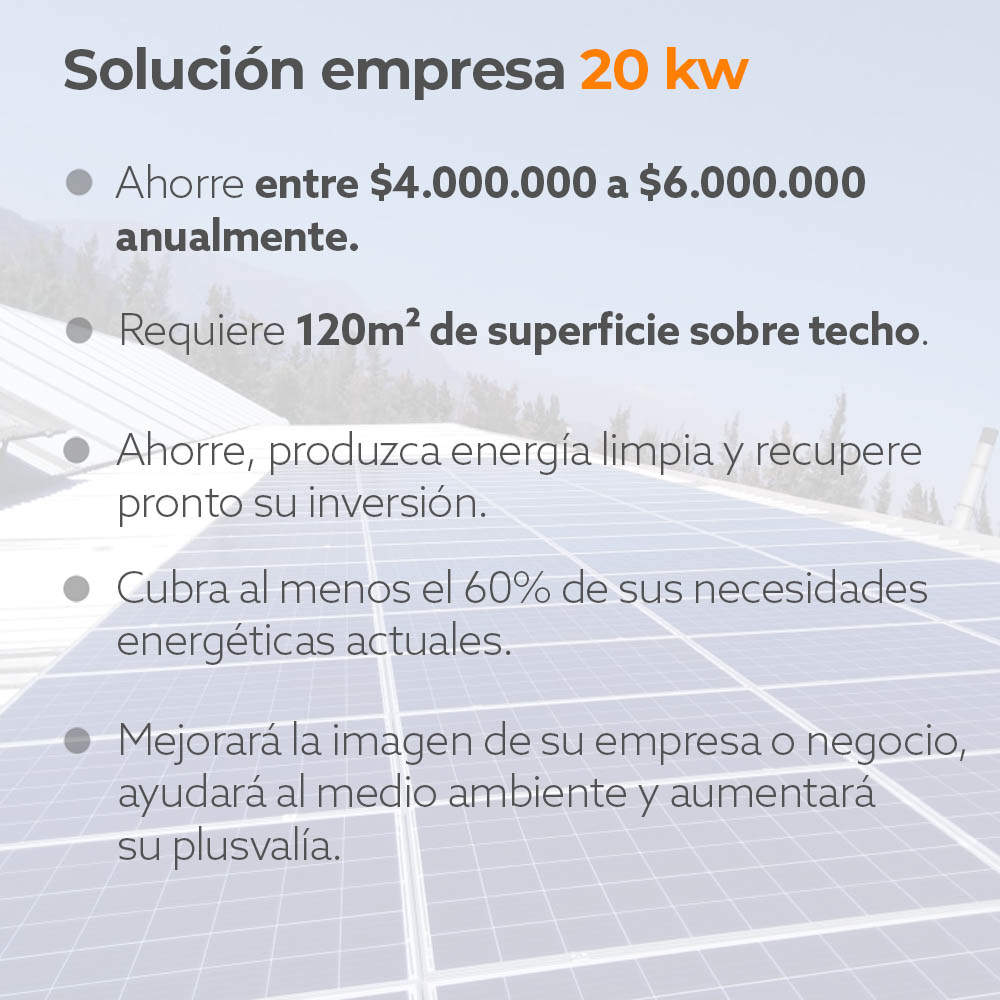 Solución empresa 20 kw
Ahorre entre $4.000.000 a $6.000.000
anualmente.
Requiere 120m² de superficie sobre techo.
Ahorre, produzca energía limpia y recupere
pronto su inversión.
Cubra al menos el 60% de sus necesidades
energéticas actuales.
Mejorará la imagen de su empresa o negocio,
ayudará al medio ambiente y aumentará
su plusvalía.